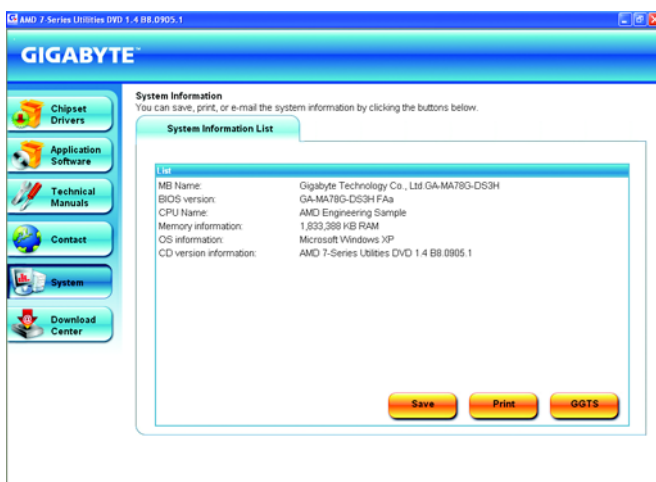 AMD 7-Series Utilities DVD 1.4 B8.0905.1
GIGABYTE™
Chipset
Drivers
Application
Software
Technical
Manuals
Contact
System
Download
Center
System Information
You can save, print, or e-mail the system information by clicking the buttons below.
System Information List
List
MB Name: Gigabyte Technology Co., Ltd.GA-MA78G-DS3H
BIOS version: GA-MA78G-DS3H FAa
CPU Name: AMD Engineering Sample
Memory information: 1,833,388 KB RAM
OS information: Microsoft Windows XP
CD version information: AMD 7-Series Utilities DVD 1.4 B8.0905.1
Save Print GGTS